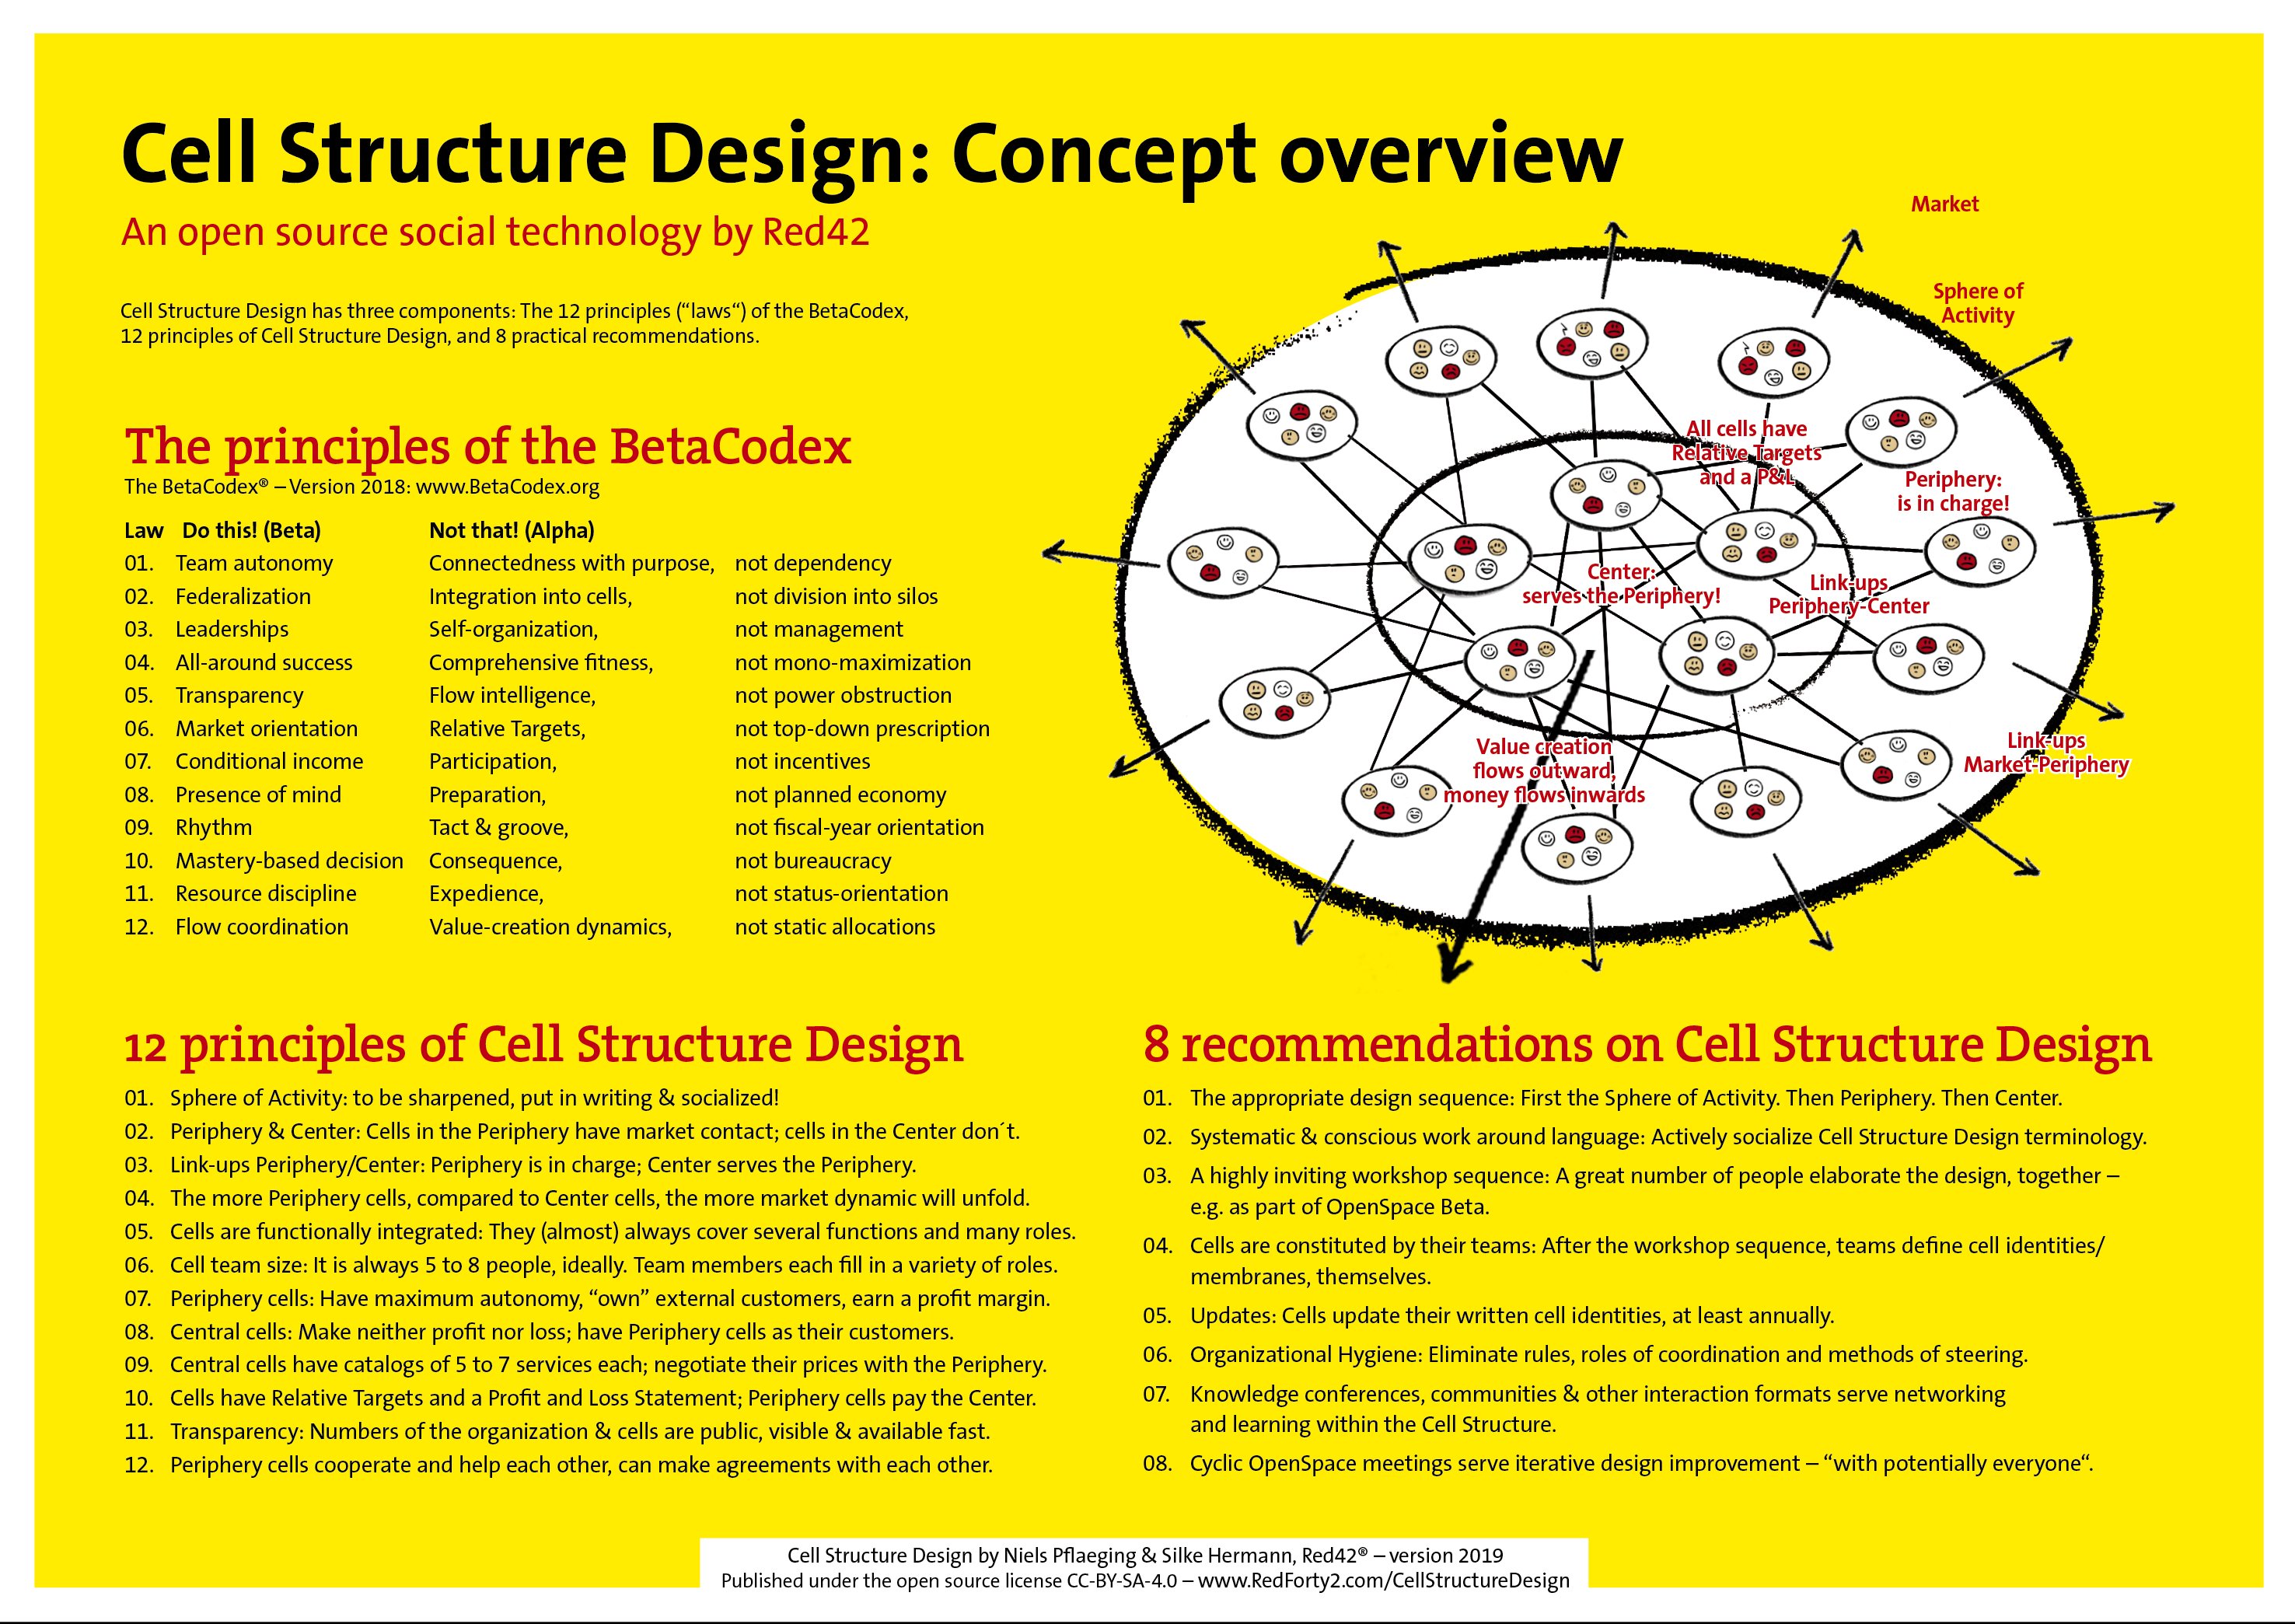 Cell Structure Design: Concept overview
An open source social technology by Red42
Cell Structure Design has three components: The 12 principles (“laws“) of the BetaCodex,
12 principles of Cell Structure Design, and 8 practical recommendations.
The principles of the BetaCodex
The BetaCodex® – Version 2018: www.BetaCodex.org
Law Do this! (Beta) Not that! (Alpha)
01. Team autonomy Connectedness with purpose, not dependency
02. Federalization Integration into cells, not division into silos
03. Leaderships Self-organization, not management
04. All-around success Comprehensive fitness, not mono-maximization
05. Transparency Flow intelligence, not power obstruction
06. Market orientation Relative Targets, not top-down prescription
07. Conditional income Participation, not incentives
08. Presence of mind Preparation, not planned economy
09. Rhythm Tact & groove, not fiscal-year orientation
10. Mastery-based decision Consequence, not bureaucracy
11. Resource discipline Expedience, not status-orientation
12. Flow coordination Value-creation dynamics, not static allocations
Market
Sphere of
Activity
All cells have
Relative Targets
and a P&L
Periphery:
is in charge!
Center:
serves the Periphery!
Link-ups
Periphery-Center
Link-ups
Market-Periphery
Value creation
flows outward,
money flows inwards
12 principles of Cell Structure Design
01. Sphere of Activity: to be sharpened, put in writing & socialized!
02. Periphery & Center: Cells in the Periphery have market contact; cells in the Center don´t.
03. Link-ups Periphery/Center: Periphery is in charge; Center serves the Periphery.
04. The more Periphery cells, compared to Center cells, the more market dynamic will unfold.
05. Cells are functionally integrated: They (almost) always cover several functions and many roles.
06. Cell team size: It is always 5 to 8 people, ideally. Team members each fill in a variety of roles.
07. Periphery cells: Have maximum autonomy, “own” external customers, earn a profit margin.
08. Central cells: Make neither profit nor loss; have Periphery cells as their customers.
09. Central cells have catalogs of 5 to 7 services each; negotiate their prices with the Periphery.
10. Cells have Relative Targets and a Profit and Loss Statement; Periphery cells pay the Center.
11. Transparency: Numbers of the organization & cells are public, visible & available fast.
12. Periphery cells cooperate and help each other, can make agreements with each other.
8 recommendations on Cell Structure Design
01. The appropriate design sequence: First the Sphere of Activity. Then Periphery. Then Center.
02. Systematic & conscious work around language: Actively socialize Cell Structure Design terminology.
03. A highly inviting workshop sequence: A great number of people elaborate the design, together –
e.g. as part of OpenSpace Beta.
04. Cells are constituted by their teams: After the workshop sequence, teams define cell identities/
membranes, themselves.
05. Updates: Cells update their written cell identities, at least annually.
06. Organizational Hygiene: Eliminate rules, roles of coordination and methods of steering.
07. Knowledge conferences, communities & other interaction formats serve networking
and learning within the Cell Structure.
08. Cyclic OpenSpace meetings serve iterative design improvement – “with potentially everyone“.
Cell Structure Design by Niels Pflaeging & Silke Hermann, Red42® – version 2019
Published under the open source license CC-BY-SA-4.0 – www.RedForty2.com/CellStructureDesign